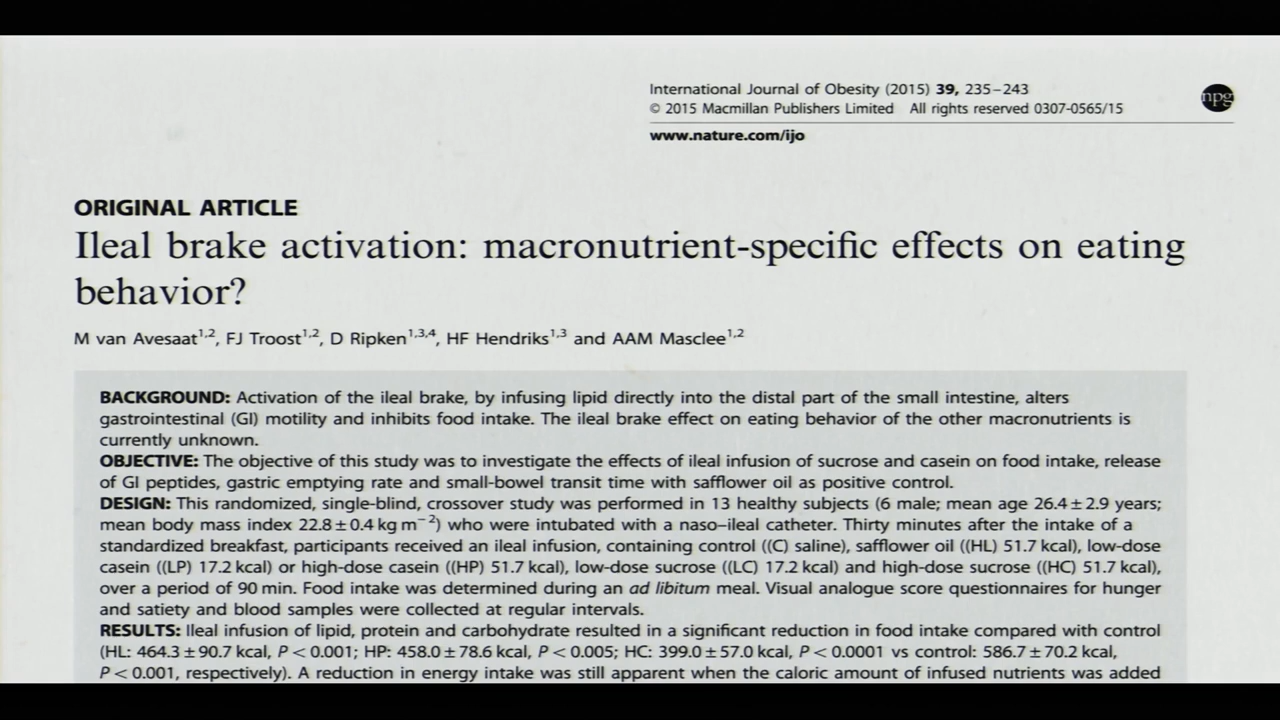 International Journal of Obesity (2015) 39, 235–243
© 2015 Macmillan Publishers Limited All rights reserved 0307-0565/15
npg
www.nature.com/ijo
ORIGINAL ARTICLE
Ileal brake activation: macronutrient-specific effects on eating
behavior?
M van Avesaat1,2, FJ Troost1,2, D Ripken1,3,4, HF Hendriks1,3 and AAM Masclee1,2
BACKGROUND: Activation of the ileal brake, by infusing lipid directly into the distal part of the small intestine, alters
gastrointestinal (GI) motility and inhibits food intake. The ileal brake effect on eating behavior of the other macronutrients is
currently unknown.
OBJECTIVE: The objective of this study was to investigate the effects of ileal infusion of sucrose and casein on food intake, release
of GI peptides, gastric emptying rate and small-bowel transit time with safflower oil as positive control.
DESIGN: This randomized, single-blind, crossover study was performed in 13 healthy subjects (6 male; mean age 26.4 ± 2.9 years;
mean body mass index 22.8 ± 0.4 kg m−2) who were intubated with a naso–ileal catheter. Thirty minutes after the intake of a
standardized breakfast, participants received an ileal infusion, containing control ((C) saline), safflower oil ((HL) 51.7 kcal), low-dose
casein ((LP) 17.2 kcal) or high-dose casein ((HP) 51.7 kcal), low-dose sucrose ((LC) 17.2 kcal) and high-dose sucrose ((HC) 51.7 kcal),
over a period of 90 min. Food intake was determined during an ad libitum meal. Visual analogue score questionnaires for hunger
and satiety and blood samples were collected at regular intervals.
RESULTS: Ileal infusion of lipid, protein and carbohydrate resulted in a significant reduction in food intake compared with control
(HL: 464.3 ± 90.7 kcal, P < 0.001; HP: 458.0 ± 78.6 kcal, P < 0.005; HC: 399.0 ± 57.0 kcal, P < 0.0001 vs control: 586.7 ± 70.2 kcal,
P < 0.001, respectively). A reduction in energy intake was still apparent when the caloric amount of infused nutrients was added